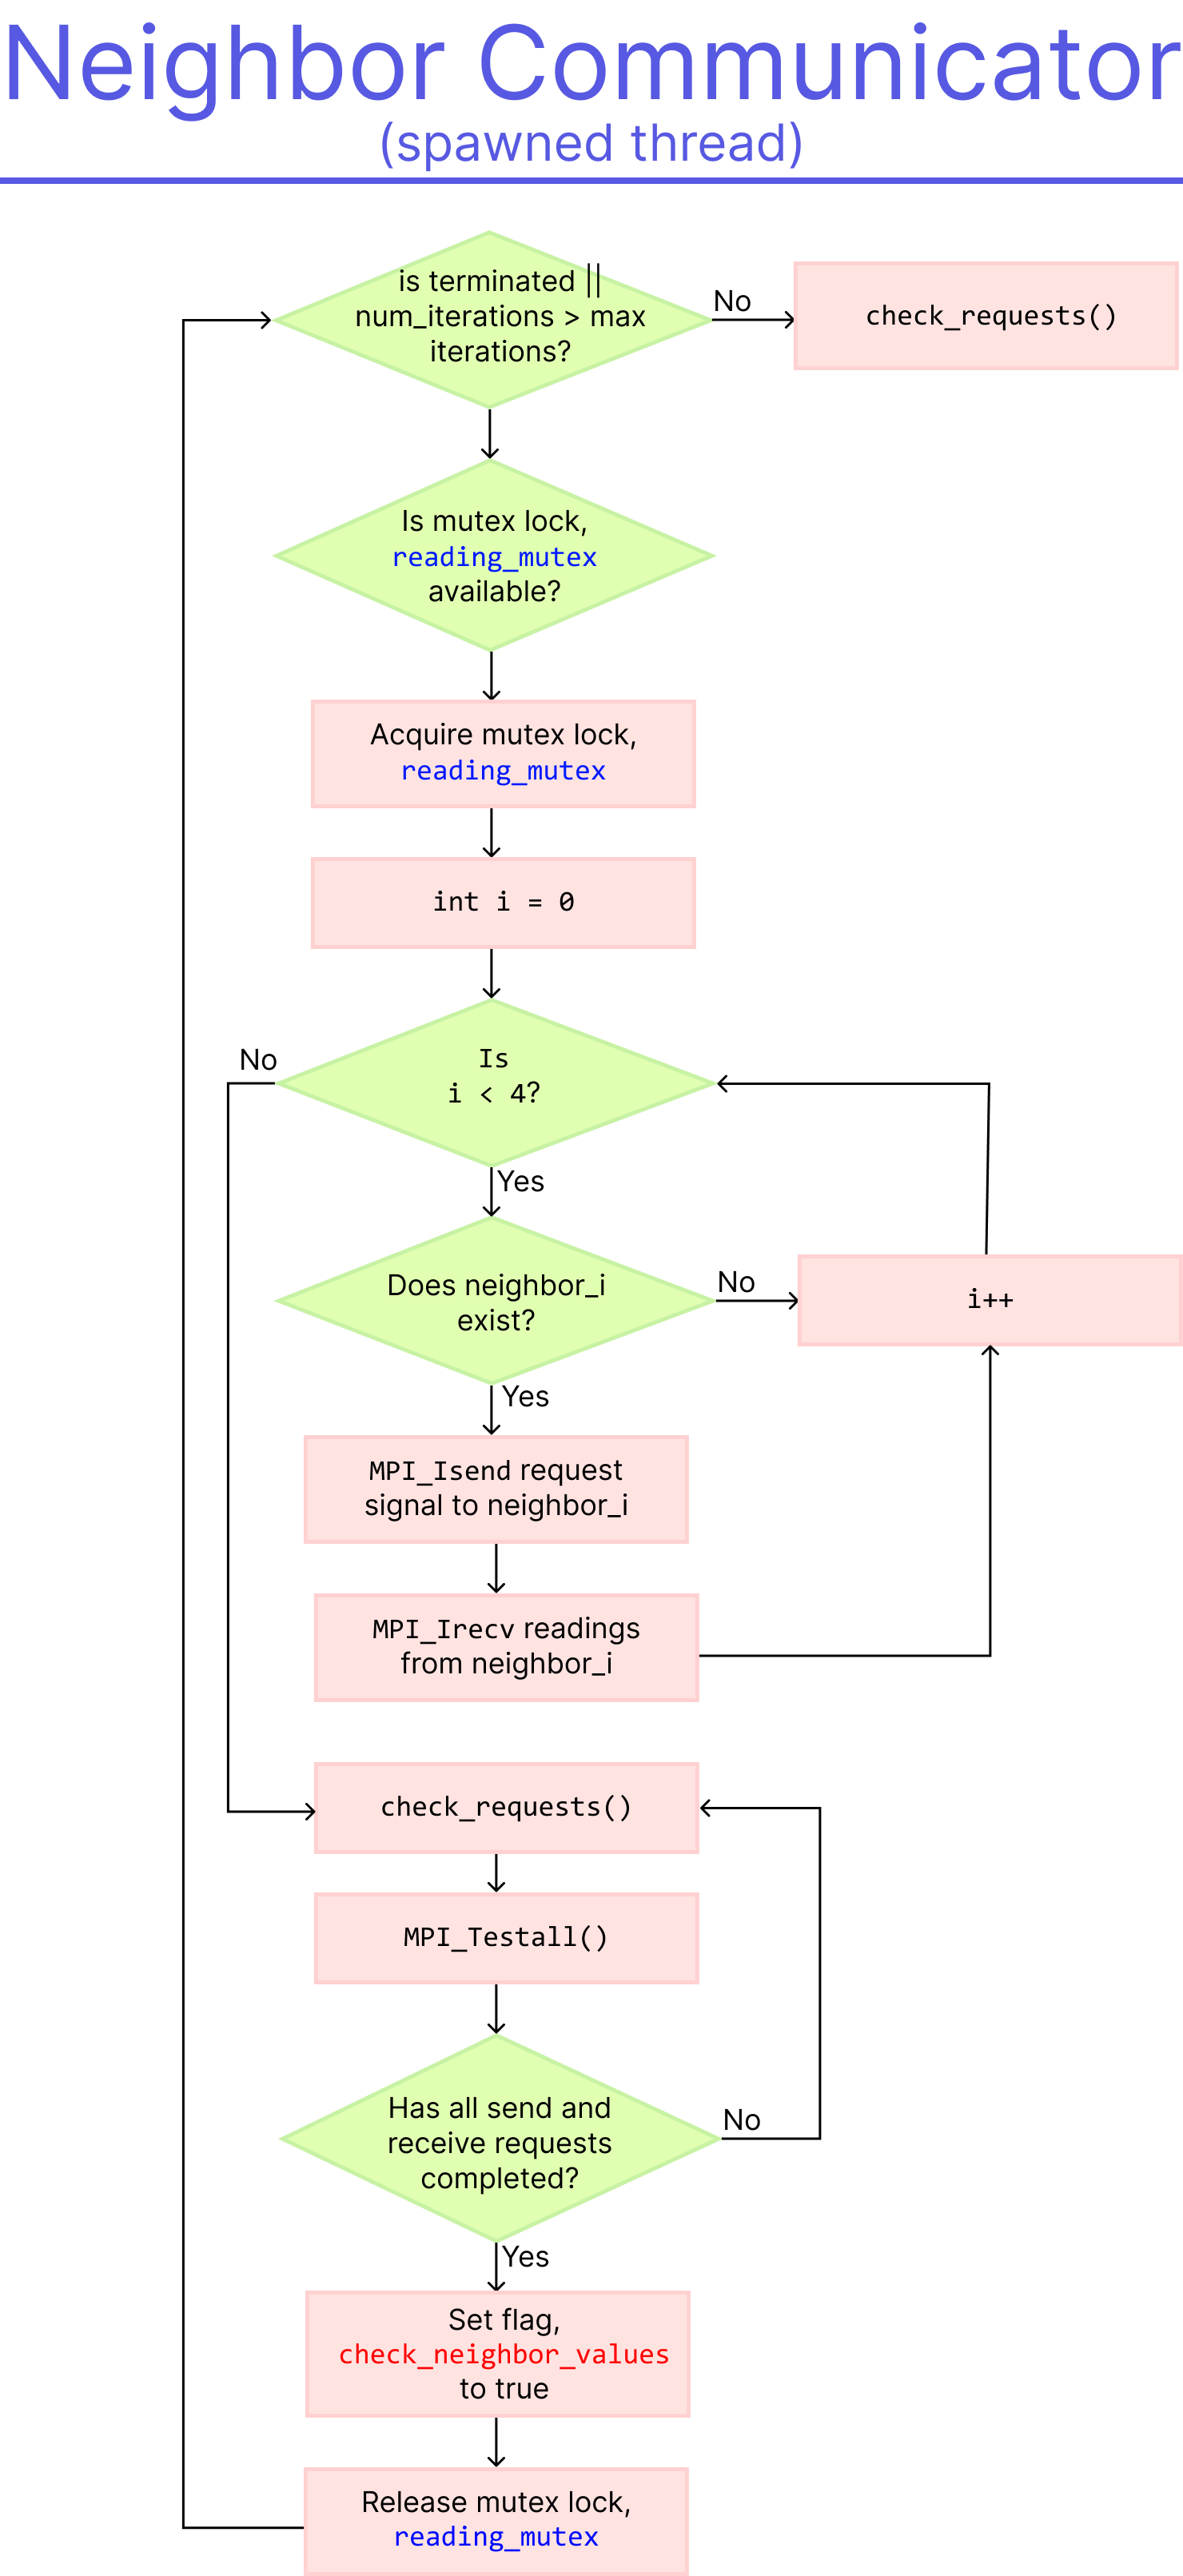 Neighbor Communicator
(spawned thread)
is terminated ||
num_iterations > max
iterations?
No
check_requests()
Is mutex lock,
reading_mutex
available?
Acquire mutex lock,
reading_mutex
int i = 0
Is
i < 4?
No
Yes
Does neighbor_i
exist?
No
i++
Yes
MPI_Isend request
signal to neighbor_i
MPI_Irecv readings
from neighbor_i
check_requests()
MPI_Testall()
Has all send and
receive requests
completed?
No
Yes
Set flag,
check_neighbor_values
to true
Release mutex lock,
reading_mutex